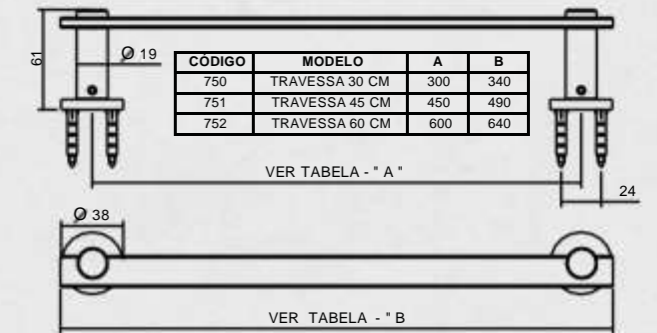 61
Ø 19
CÓDIGO MODELO A B
750 TRAVESSA 30 CM 300 340
751 TRAVESSA 45 CM 450 490
752 TRAVESSA 60 CM 600 640
VER TABELA - " A "
24
Ø 38
VER TABELA - " B